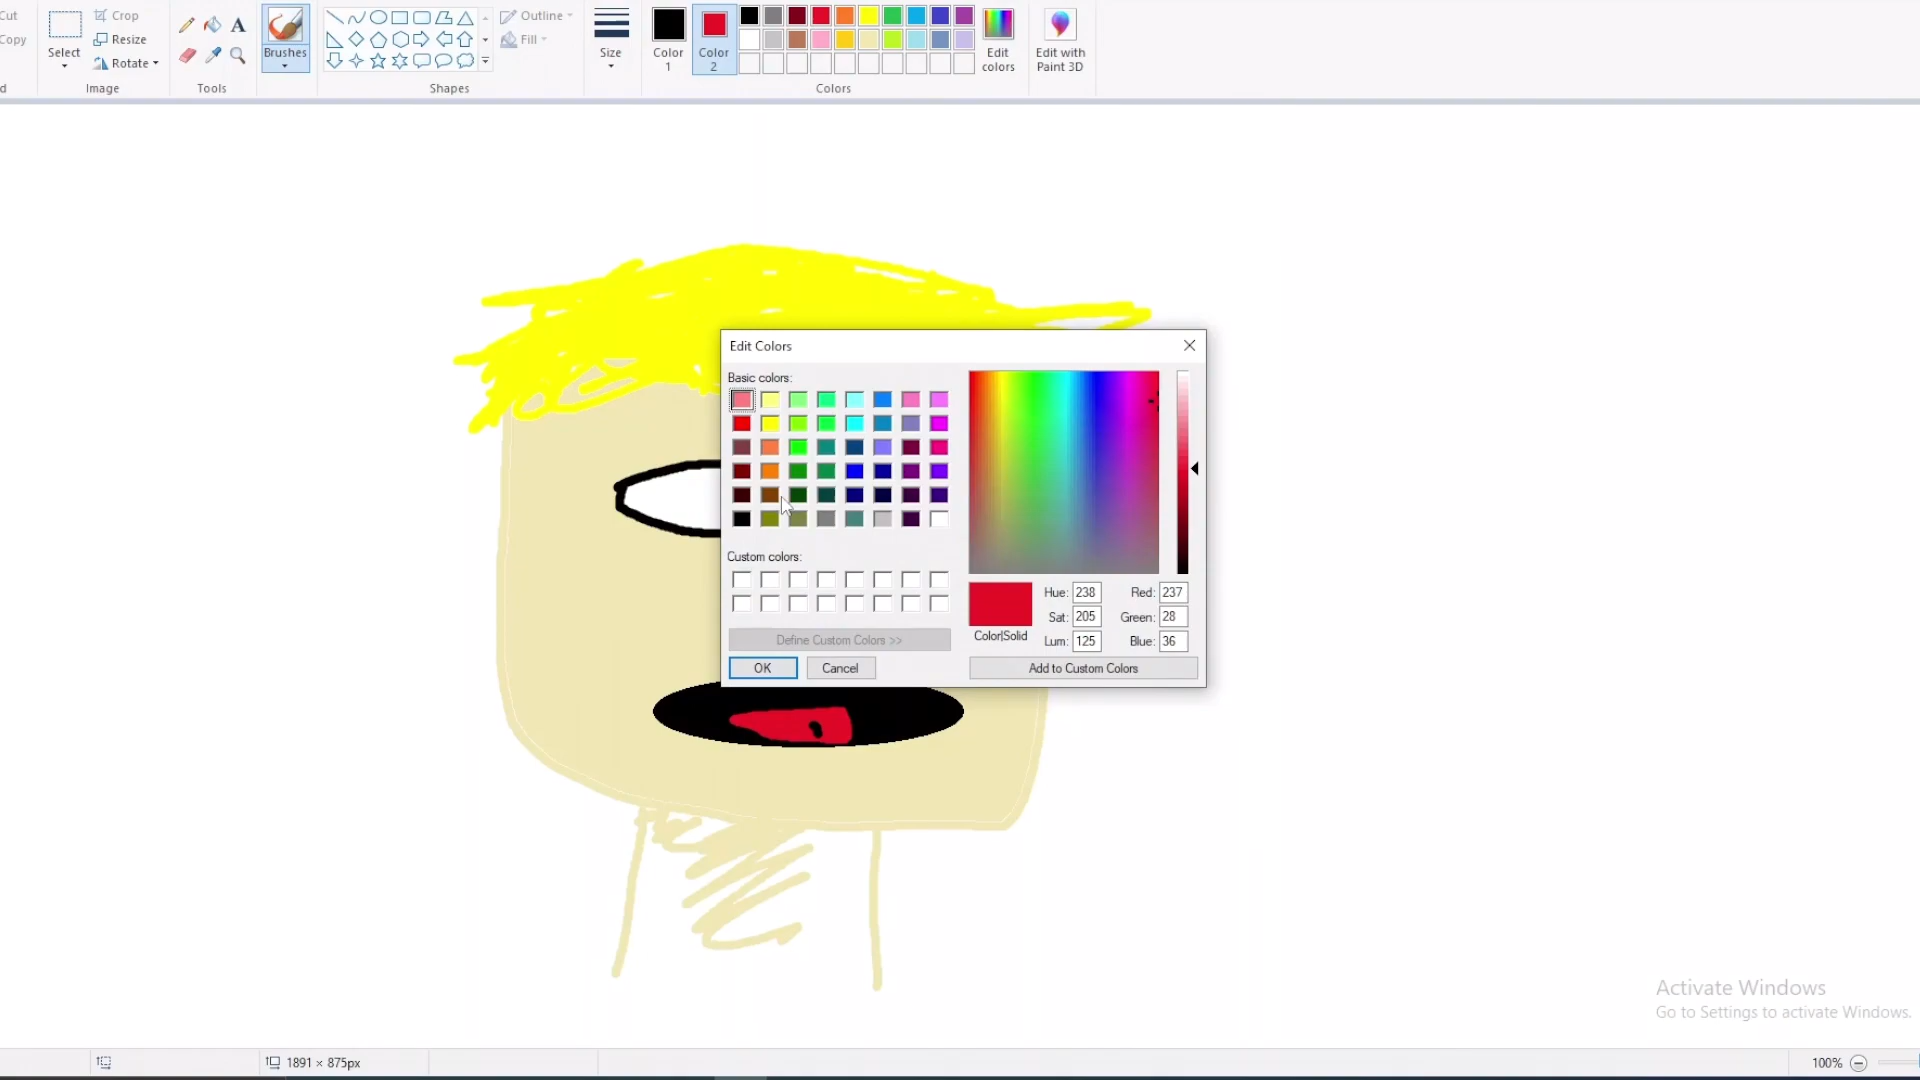 Cut
Copy
Select
Crop
Resize
Rotate
Image
Tools
Brushes
Shapes
Outline
Fill
Size
Color
1
Color
2
Edit
colors
Edit with
Paint 3D
Colors
Edit Colors
Basic colors:
Custom colors:
Define Custom Colors >>
OK
Cancel
Color|Solid
Hue: 238
Sat: 205
Lum: 125
Red: 237
Green: 28
Blue: 36
Add to Custom Colors
Activate Windows
Go to Settings to activate Windows.
1891 × 875px
100%